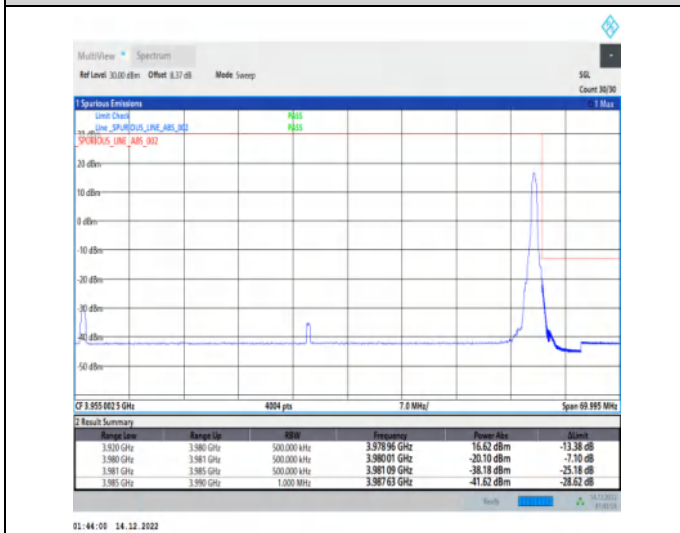 MultiView Spectrum
Ref Level 30.00 dBm Offset 8.37 dB Mode Sweep SGL
Count 30/30
1 Spurious Emissions 1 Max
Limit Check PASS
Line _SPURIOUS_LINE_ABS_002 PASS
_SPURIOUS_LINE_ABS_002
20 dBm
10 dBm
0 dBm
-10 dBm
-20 dBm
-30 dBm
-40 dBm
-50 dBm
CF 3.955 002 5 GHz 4004 pts 7.0 MHz/ Span 69.995 MHz
2 Result Summary
Range Low Range Up RBW Frequency Power Abs ΔLimit
3.920 GHz 3.980 GHz 500.000 kHz 3.978 96 GHz 16.62 dBm -13.38 dB
3.980 GHz 3.981 GHz 500.000 kHz 3.980 01 GHz -20.10 dBm -7.10 dB
3.981 GHz 3.985 GHz 500.000 kHz 3.981 09 GHz -38.18 dBm -25.18 dB
3.985 GHz 3.990 GHz 1.000 MHz 3.987 63 GHz -41.62 dBm -28.62 dB
Ready 14.12.2022
01:44:00 14.12.2022